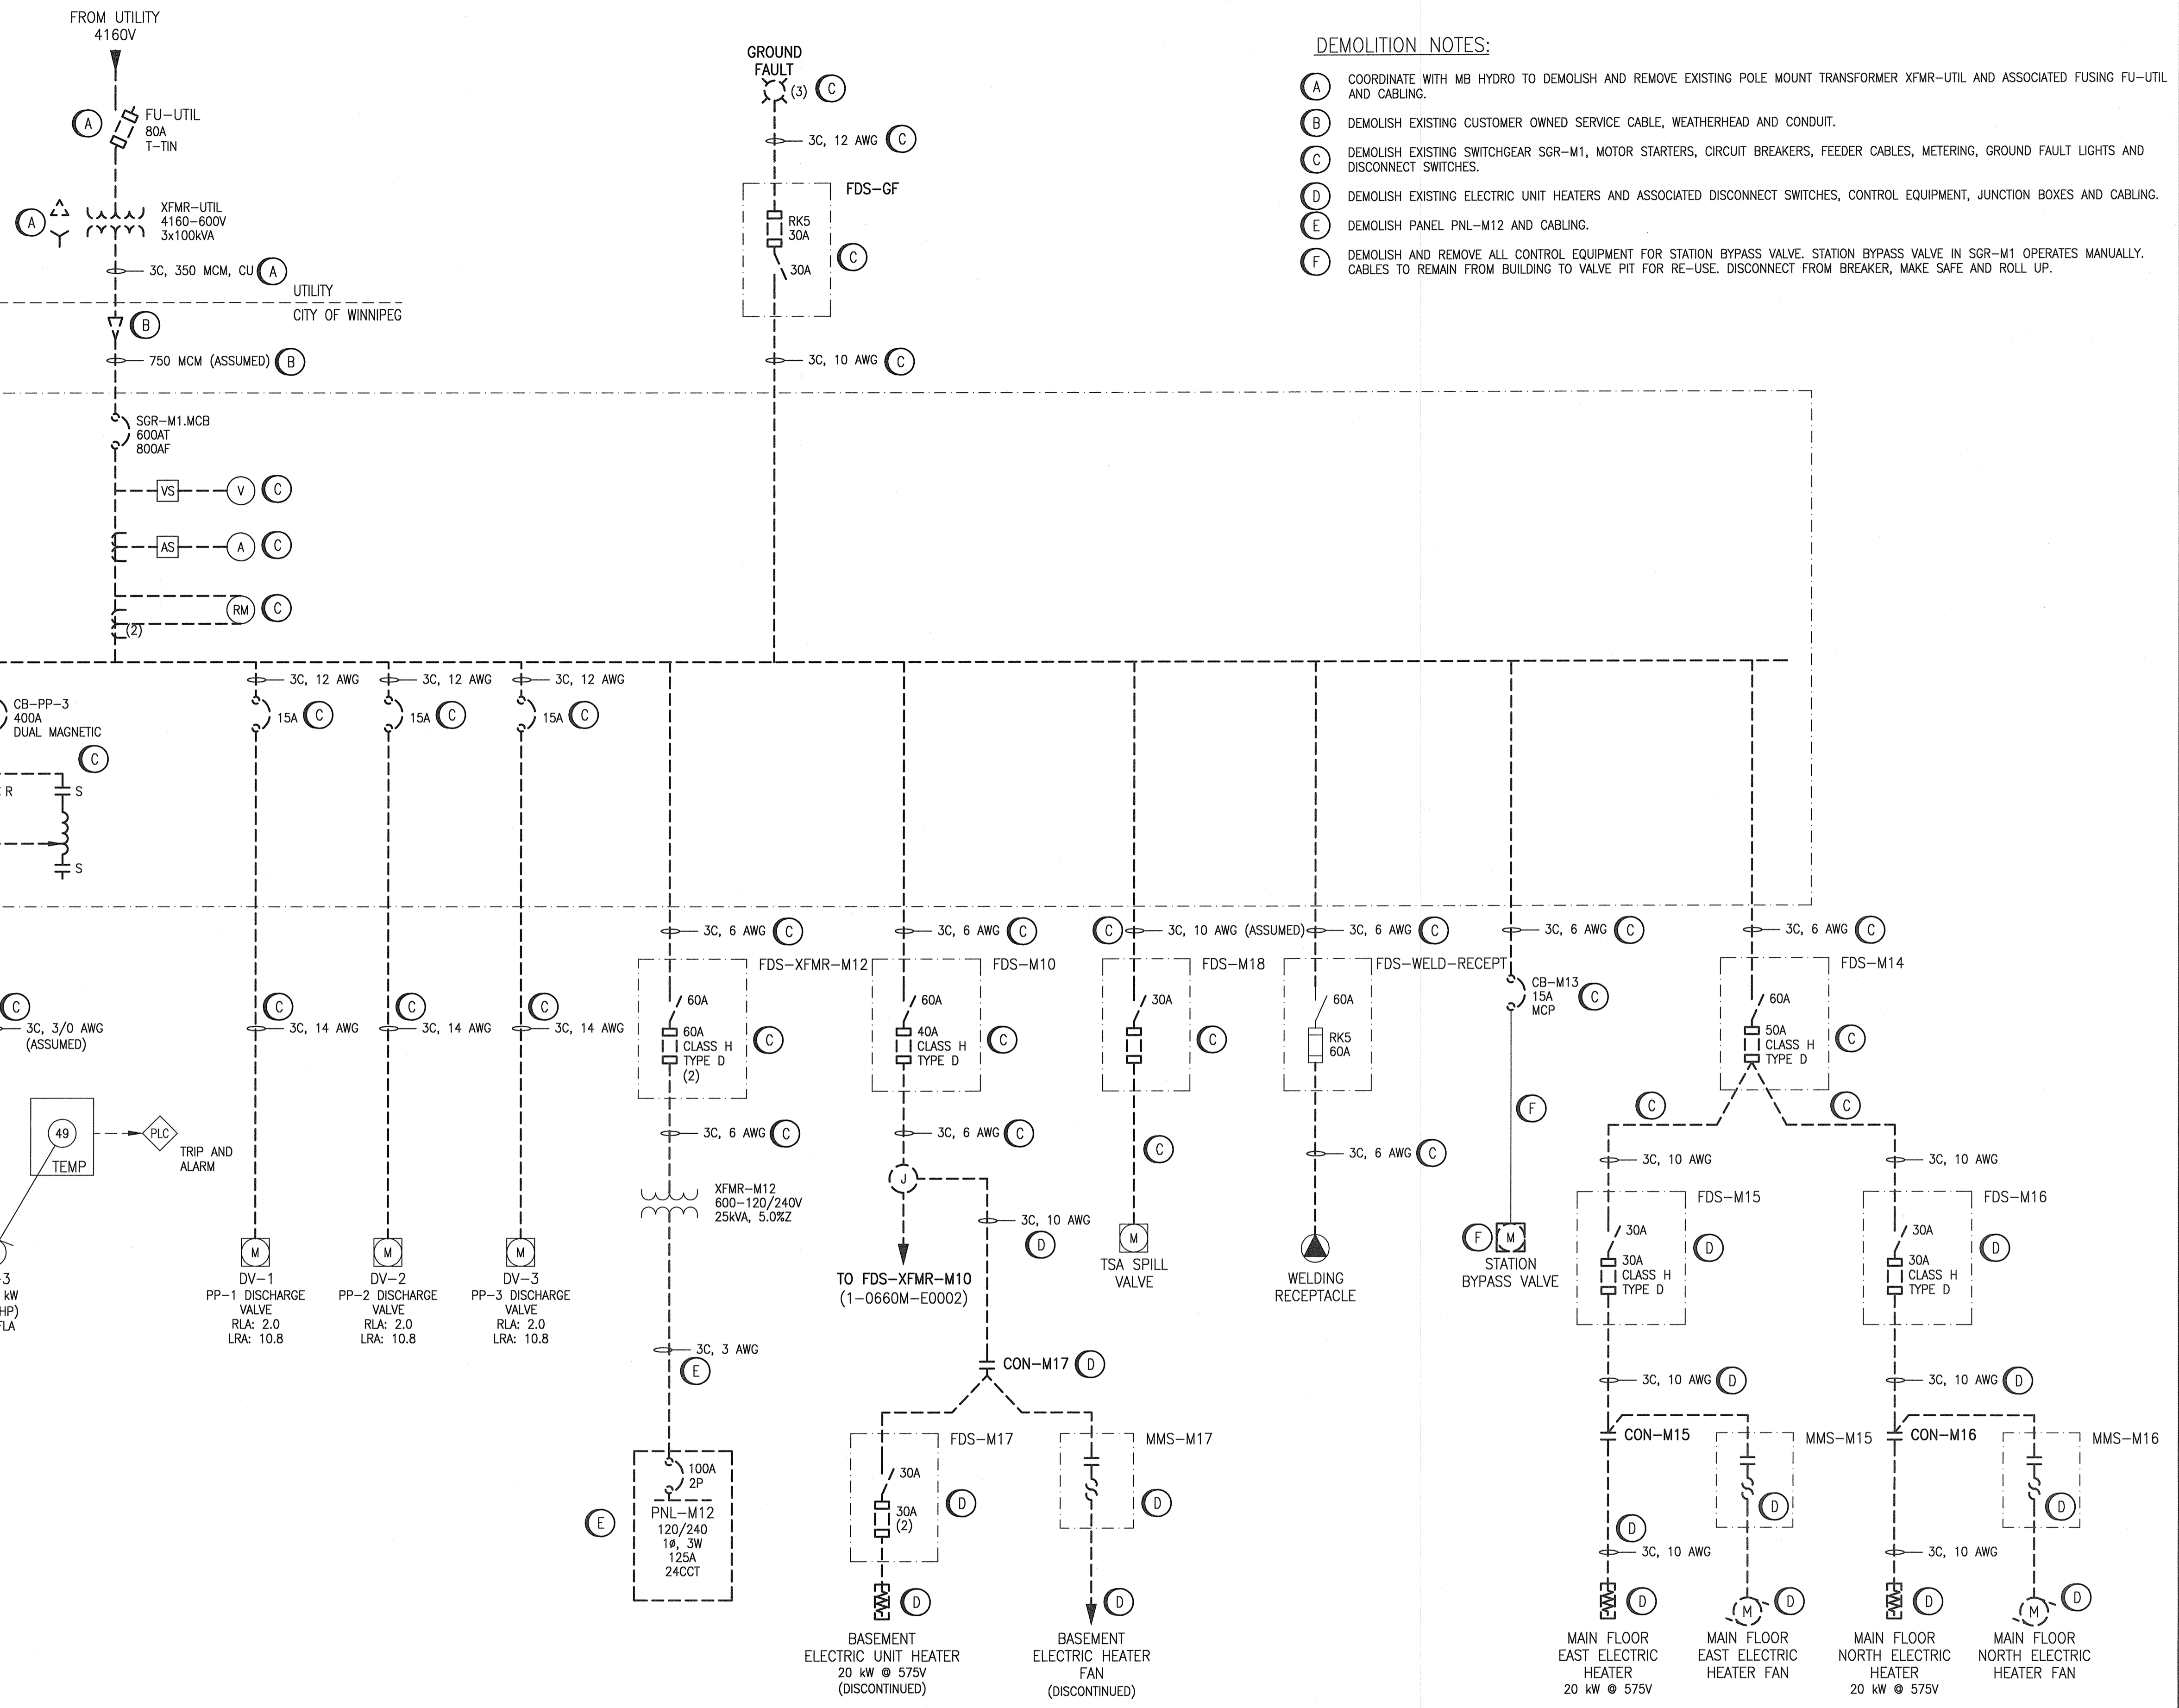 FROM UTILITY
4160V
A
FU-UTIL
80A
T-TIN
A
XFMR-UTIL
4160-600V
3x100kVA
3C, 350 MCM, CU A
UTILITY
CITY OF WINNIPEG
B
750 MCM (ASSUMED) B
SGR-M1.MCB
600AT
800AF
VS V C
AS A C
RM C
(2)
GROUND
FAULT
(3) C
3C, 12 AWG C
FDS-GF
RK5
30A
30A
C
3C, 10 AWG C
DEMOLITION NOTES:
A COORDINATE WITH MB HYDRO TO DEMOLISH AND REMOVE EXISTING POLE MOUNT TRANSFORMER XFMR-UTIL AND ASSOCIATED FUSING FU-UTIL
AND CABLING.
B DEMOLISH EXISTING CUSTOMER OWNED SERVICE CABLE, WEATHERHEAD AND CONDUIT.
C DEMOLISH EXISTING SWITCHGEAR SGR-M1, MOTOR STARTERS, CIRCUIT BREAKERS, FEEDER CABLES, METERING, GROUND FAULT LIGHTS AND
DISCONNECT SWITCHES.
D DEMOLISH EXISTING ELECTRIC UNIT HEATERS AND ASSOCIATED DISCONNECT SWITCHES, CONTROL EQUIPMENT, JUNCTION BOXES AND CABLING.
E DEMOLISH PANEL PNL-M12 AND CABLING.
F DEMOLISH AND REMOVE ALL CONTROL EQUIPMENT FOR STATION BYPASS VALVE. STATION BYPASS VALVE IN SGR-M1 OPERATES MANUALLY.
CABLES TO REMAIN FROM BUILDING TO VALVE PIT FOR RE-USE. DISCONNECT FROM BREAKER, MAKE SAFE AND ROLL UP.
CB-PP-3
400A
DUAL MAGNETIC
C
R
S
S
C
3C, 3/0 AWG
(ASSUMED)
49
TEMP
PLC
TRIP AND
ALARM
-3
kW
HP)
FLA
3C, 12 AWG
15A C
C
3C, 14 AWG
M
DV-1
PP-1 DISCHARGE
VALVE
RLA: 2.0
LRA: 10.8
3C, 12 AWG
15A C
C
3C, 14 AWG
M
DV-2
PP-2 DISCHARGE
VALVE
RLA: 2.0
LRA: 10.8
3C, 12 AWG
15A C
C
3C, 14 AWG
M
DV-3
PP-3 DISCHARGE
VALVE
RLA: 2.0
LRA: 10.8
3C, 6 AWG C
FDS-XFMR-M12
60A
60A
CLASS H
TYPE D
(2)
C
3C, 6 AWG C
XFMR-M12
600-120/240V
25kVA, 5.0%Z
3C, 3 AWG
E
100A
2P
PNL-M12
120/240
1ø, 3W
125A
24CCT
E
3C, 6 AWG C
FDS-M10
60A
40A
CLASS H
TYPE D
C
3C, 6 AWG C
J
3C, 10 AWG
D
TO FDS-XFMR-M10
(1-0660M-E0002)
CON-M17 D
FDS-M17
30A
30A
(2)
D
D
BASEMENT
ELECTRIC UNIT HEATER
20 kW @ 575V
(DISCONTINUED)
MMS-M17
D
D
BASEMENT
ELECTRIC HEATER
FAN
(DISCONTINUED)
C 3C, 10 AWG (ASSUMED)
FDS-M18
30A
C
C
M
TSA SPILL
VALVE
3C, 6 AWG C
FDS-WELD-RECEPT
60A
RK5
60A
3C, 6 AWG C
WELDING
RECEPTACLE
3C, 6 AWG C
CB-M13
15A
MCP
C
F
F M
STATION
BYPASS VALVE
3C, 6 AWG C
FDS-M14
60A
50A
CLASS H
TYPE D
C
C
C
3C, 10 AWG
FDS-M15
30A
30A
CLASS H
TYPE D
D
3C, 10 AWG D
CON-M15
MMS-M15
D
D
3C, 10 AWG
D
M D
MAIN FLOOR
EAST ELECTRIC
HEATER
20 kW @ 575V
MAIN FLOOR
EAST ELECTRIC
HEATER FAN
3C, 10 AWG
FDS-M16
30A
30A
CLASS H
TYPE D
D
3C, 10 AWG D
CON-M16
MMS-M16
D
3C, 10 AWG
D
M D
MAIN FLOOR
NORTH ELECTRIC
HEATER
20 kW @ 575V
MAIN FLOOR
NORTH ELECTRIC
HEATER FAN